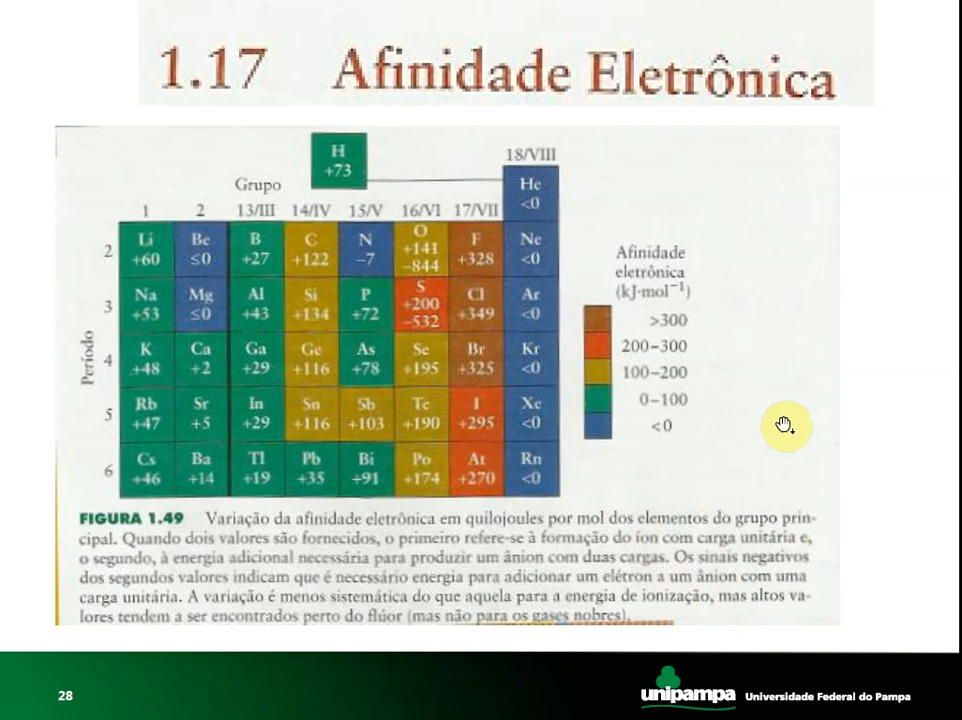 1.17 Afinidade Eletrônica
H
+73
18/VIII
He
<0
Grupo
1 2 13/III 14/IV 15/V 16/VI 17/VII
Período
2
Li
+60
Be
≤0
B
+27
C
+122
N
−7
O
+141
−844
F
+328
Ne
<0
3
Na
+53
Mg
≤0
Al
+43
Si
+134
P
+72
S
+200
−532
Cl
+349
Ar
<0
4
K
+48
Ca
+2
Ga
+29
Ge
+116
As
+78
Se
+195
Br
+325
Kr
<0
5
Rb
+47
Sr
+5
In
+29
Sn
+116
Sb
+103
Te
+190
I
+295
Xe
<0
6
Cs
+46
Ba
+14
Tl
+19
Pb
+35
Bi
+91
Po
+174
At
+270
Rn
<0
Afinidade
eletrônica
(kJ·mol⁻¹)
>300
200–300
100–200
0–100
<0
FIGURA 1.49 Variação da afinidade eletrônica em quilojoules por mol dos elementos do grupo prin-
cipal. Quando dois valores são fornecidos, o primeiro refere-se à formação do íon com carga unitária e,
o segundo, à energia adicional necessária para produzir um ânion com duas cargas. Os sinais negativos
dos segundos valores indicam que é necessário energia para adicionar um elétron a um ânion com uma
carga unitária. A variação é menos sistemática do que aquela para a energia de ionização, mas altos va-
lores tendem a ser encontrados perto do flúor (mas não para os gases nobres).
28
unipampa
Universidade Federal do Pampa